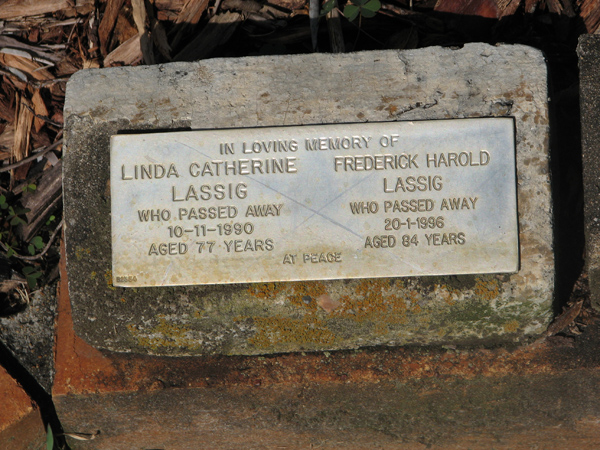 IN LOVING MEMORY OF
LINDA CATHERINE
LASSIG
WHO PASSED AWAY
10-11-1990
AGED 77 YEARS
FREDERICK HAROLD
LASSIG
WHO PASSED AWAY
20-1-1996
AGED 84 YEARS
AT PEACE